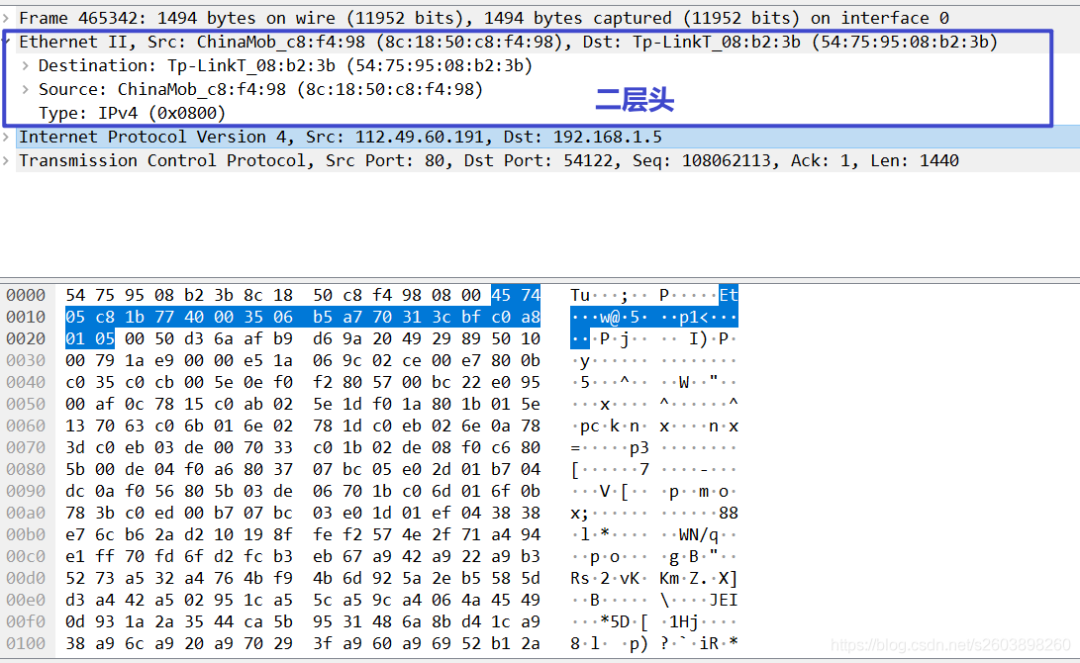 Frame 465342: 1494 bytes on wire (11952 bits), 1494 bytes captured (11952 bits) on interface 0
Ethernet II, Src: ChinaMob_c8:f4:98 (8c:18:50:c8:f4:98), Dst: Tp-LinkT_08:b2:3b (54:75:95:08:b2:3b)
Destination: Tp-LinkT_08:b2:3b (54:75:95:08:b2:3b)
Source: ChinaMob_c8:f4:98 (8c:18:50:c8:f4:98)
二层头
Type: IPv4 (0x0800)
Internet Protocol Version 4, Src: 112.49.60.191, Dst: 192.168.1.5
Transmission Control Protocol, Src Port: 80, Dst Port: 54122, Seq: 108062113, Ack: 1, Len: 1440
0000 54 75 95 08 b2 3b 8c 18 50 c8 f4 98 08 00 45 74 Tu···;·· P·····Et
0010 05 c8 1b 77 40 00 35 06 b5 a7 70 31 3c bf c0 a8 ···w@·5· ··p1<···
0020 01 05 00 50 d3 6a af b9 d6 9a 20 49 29 89 50 10 ···P·j·· ·· I)·P·
0030 00 79 1a e9 00 00 e5 1a 06 9c 02 ce 00 e7 80 0b ·y······ ········
0040 c0 35 c0 cb 00 5e 0e f0 f2 80 57 00 bc 22 e0 95 ·5···^·· ··W··"··
0050 00 af 0c 78 15 c0 ab 02 5e 1d f0 1a 80 1b 01 5e ···x···· ^······^
0060 13 70 63 c0 6b 01 6e 02 78 1d c0 eb 02 6e 0a 78 ·pc·k·n· x····n·x
0070 3d c0 eb 03 de 00 70 33 c0 1b 02 de 08 f0 c6 80 =·····p3 ········
0080 5b 00 de 04 f0 a6 80 37 07 bc 05 e0 2d 01 b7 04 [······7 ····-···
0090 dc 0a f0 56 80 5b 03 de 06 70 1b c0 6d 01 6f 0b ···V·[·· ·p··m·o·
00a0 78 3b c0 ed 00 b7 07 bc 03 e0 1d 01 ef 04 38 38 x;······ ······88
00b0 e7 6c b6 2a d2 10 19 8f fe f2 57 4e 2f 71 a4 94 ·l·*···· ··WN/q··
00c0 e1 ff 70 fd 6f d2 fc b3 eb 67 a9 42 a9 22 a9 b3 ··p·o··· ·g·B·"··
00d0 52 73 a5 32 a4 76 4b f9 4b 6d 92 5a 2e b5 58 5d Rs·2·vK· Km·Z.·X]
00e0 d3 a4 42 a5 02 95 1c a5 5c a5 9c a4 06 4a 45 49 ··B····· \····JEI
00f0 0d 93 1a 2a 35 44 ca 5b 95 31 48 6a 8b d4 1c a9 ···*5D·[ ·1Hj····
0100 38 a9 6c a9 20 a9 70 29 3f a9 60 a9 69 52 b1 2a 8·l· ·p) ?·`·iR·*
https://blog.csdn.net/s2603898260